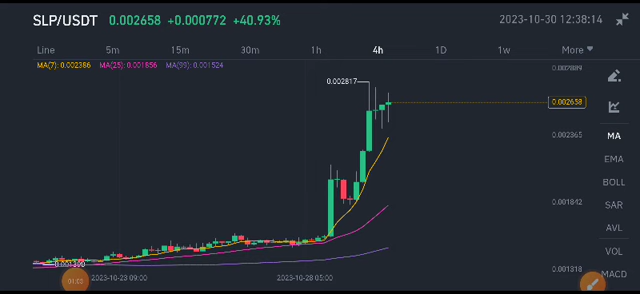 SLP/USDT 0.002658 +0.000772 +40.93% 2023-10-30 12:38:14
Line 5m 15m 30m 1h 4h 1D 1w More
MA(7): 0.002386 MA(25): 0.001856 MA(99): 0.001524
0.002889
0.002817
0.002658
0.002365
MA
EMA
BOLL
0.001842
SAR
AVL
VOL
0.001318
MACD
2023-10-28 09:00 2023-10-28 05:00